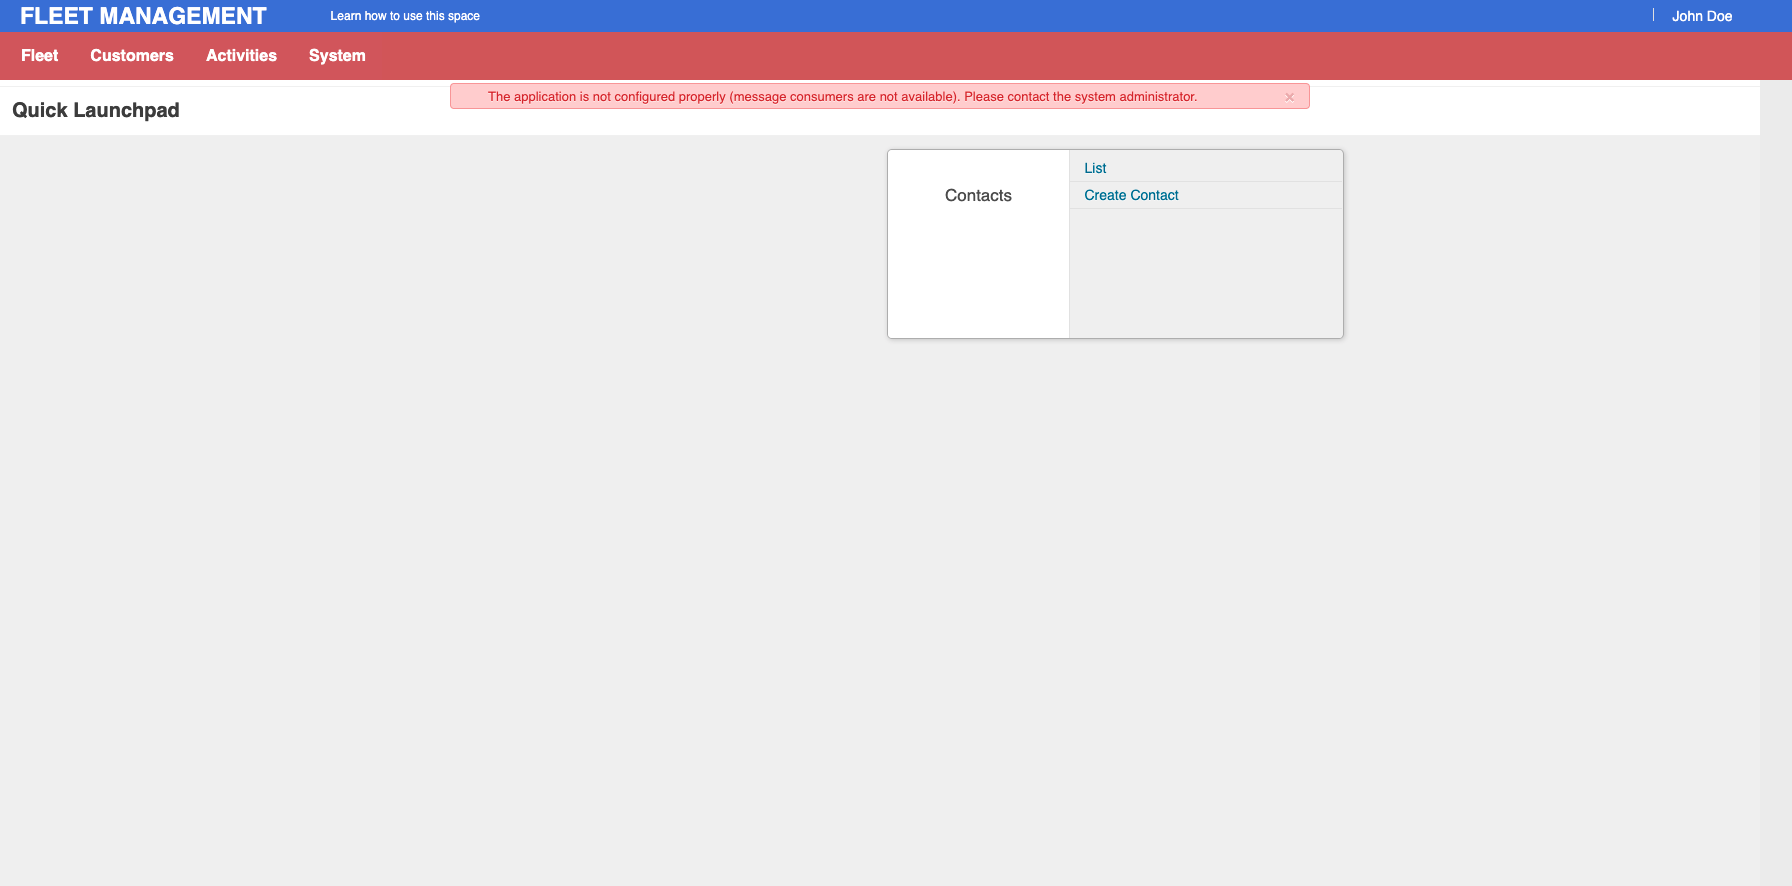 FLEET MANAGEMENT
Learn how to use this space
John Doe
Fleet
Customers
Activities
System
The application is not configured properly (message consumers are not available). Please contact the system administrator.
×
Quick Launchpad
Contacts
List
Create Contact